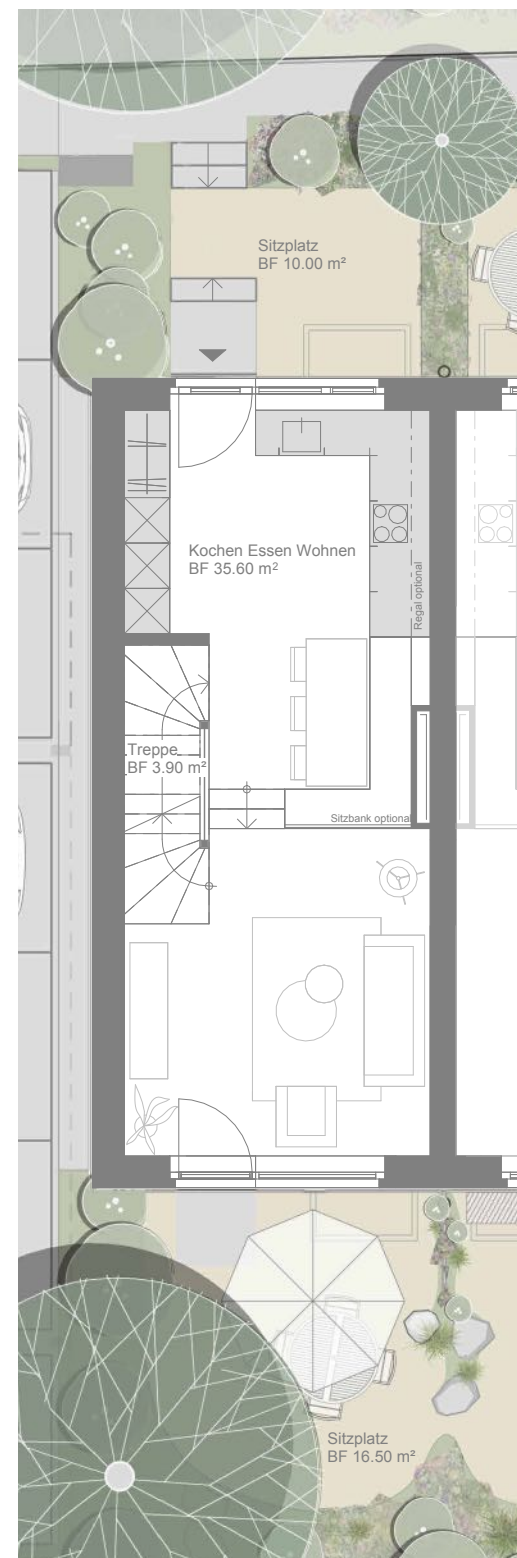 Sitzplatz
BF 10.00 m²
Kochen Essen Wohnen
BF 35.60 m²
Regal optional
Treppe
BF 3.90 m²
Sitzbank optional
Sitzplatz
BF 16.50 m²